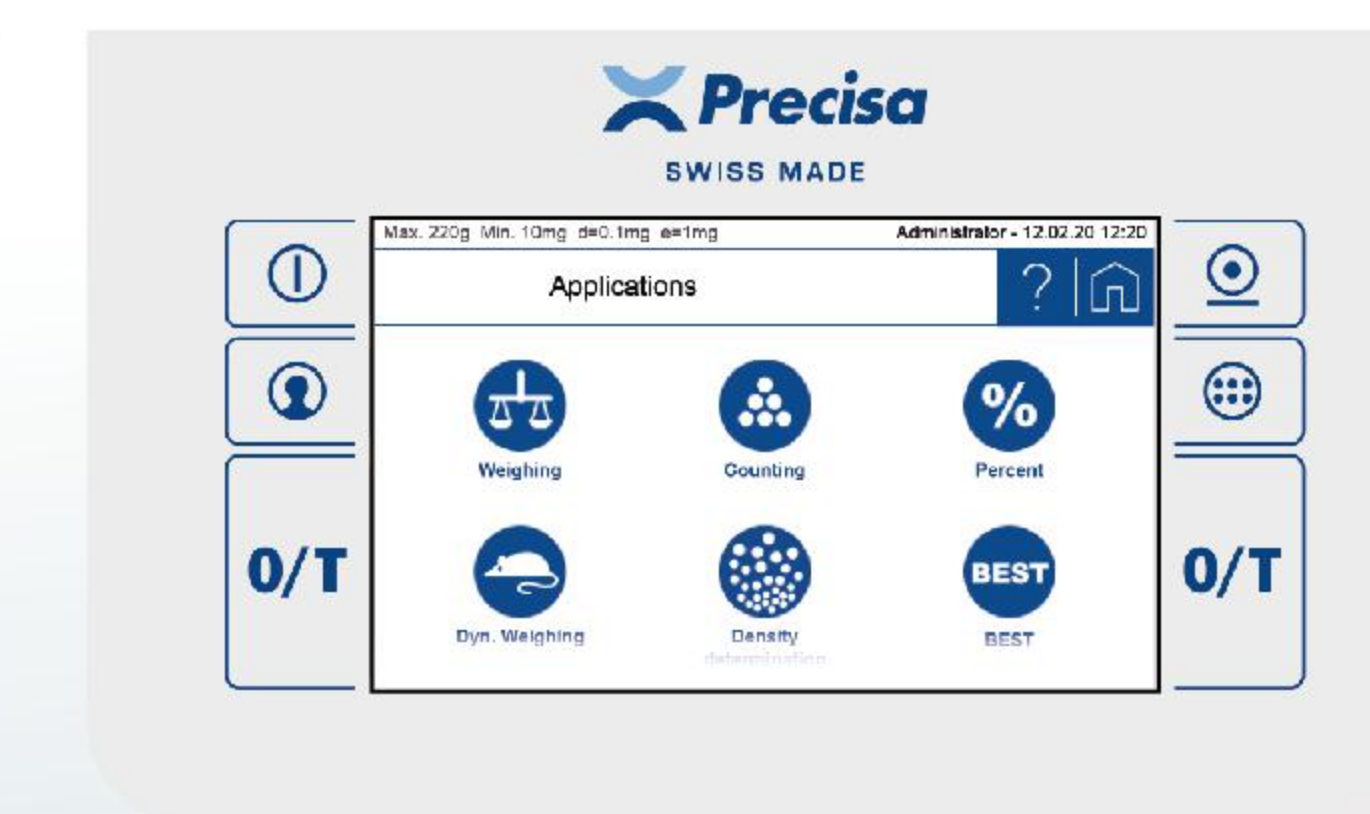 Precisa
SWISS MADE
Max. 220g Min. 10mg d=0.1mg e=1mg
Administrator - 12.02.20 12:20
Applications
?
Weighing
Counting
%
Percent
0/T
0/T
Dyn. Weighing
Density
determination
BEST
BEST